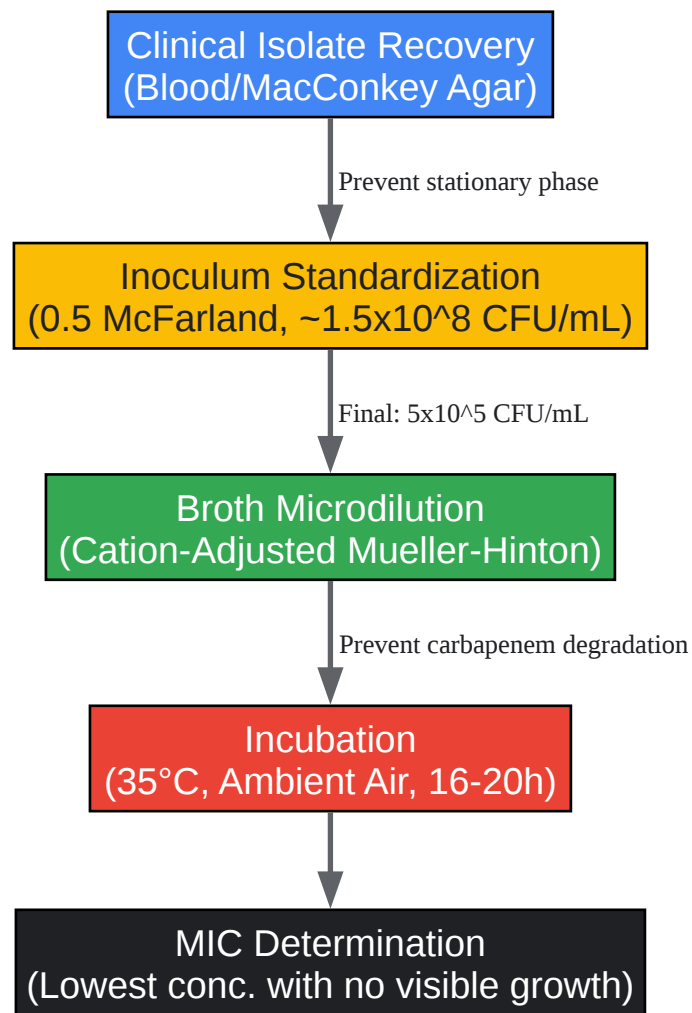 Clinical Isolate Recovery
(Blood/MacConkey Agar)
Prevent stationary phase
Inoculum Standardization
(0.5 McFarland, ~1.5x10^8 CFU/mL)
Final: 5x10^5 CFU/mL
Broth Microdilution
(Cation-Adjusted Mueller-Hinton)
Prevent carbapenem degradation
Incubation
(35°C, Ambient Air, 16-20h)
MIC Determination
(Lowest conc. with no visible growth)